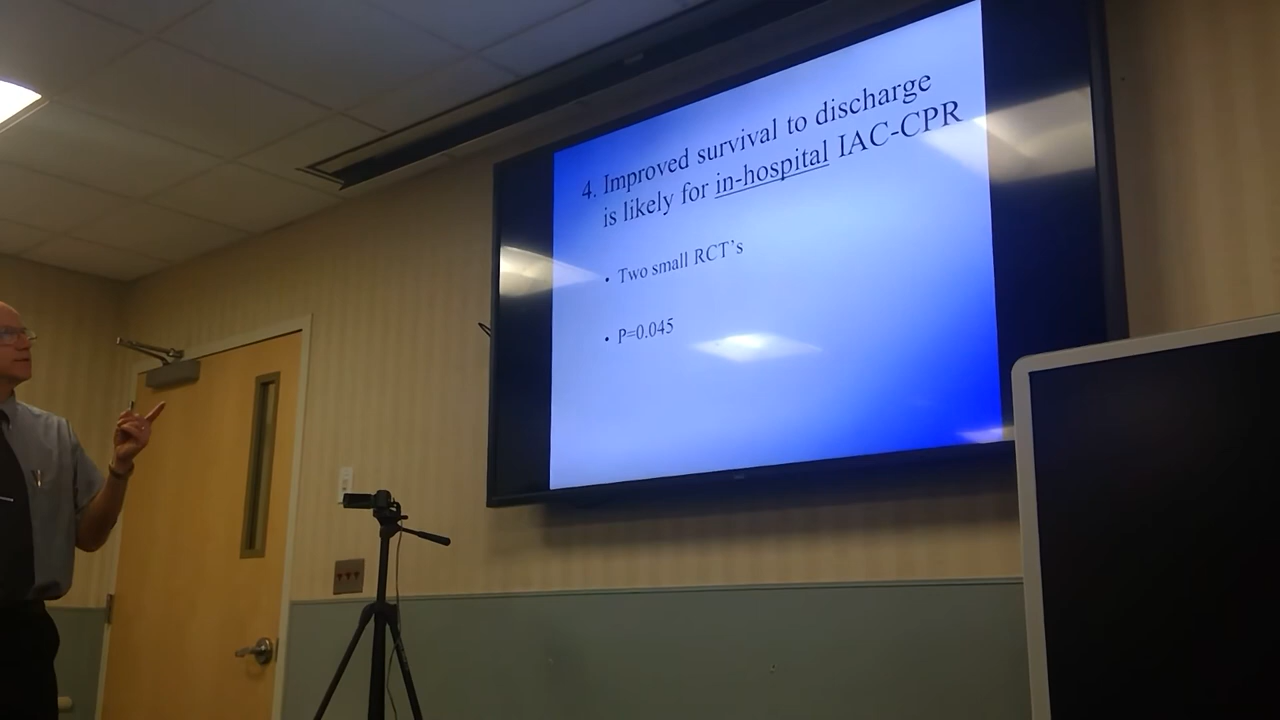 4. Improved survival to discharge
is likely for in-hospital IAC-CPR
• Two small RCT's
• P=0.045